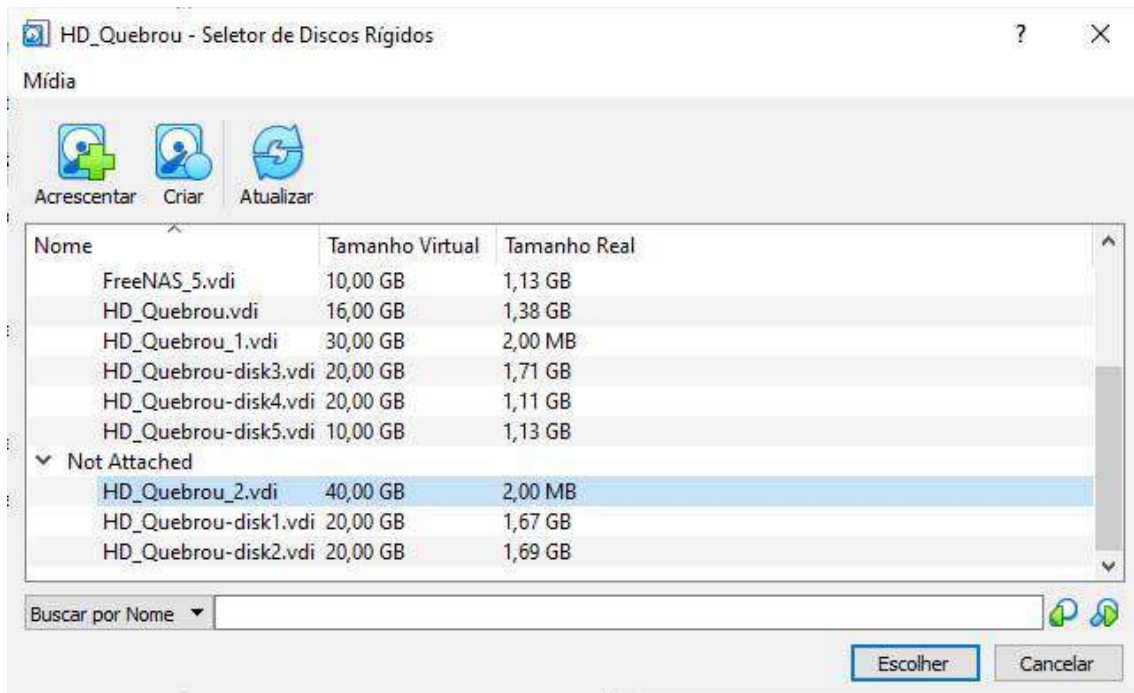 HD_Quebrou - Seletor de Discos Rígidos ?
Mídia
Acrescentar Criar Atualizar
Nome Tamanho Virtual Tamanho Real
FreeNAS_5.vdi 10,00 GB 1,13 GB
HD_Quebrou.vdi 16,00 GB 1,38 GB
HD_Quebrou_1.vdi 30,00 GB 2,00 MB
HD_Quebrou-disk3.vdi 20,00 GB 1,71 GB
HD_Quebrou-disk4.vdi 20,00 GB 1,11 GB
HD_Quebrou-disk5.vdi 10,00 GB 1,13 GB
Not Attached
HD_Quebrou_2.vdi 40,00 GB 2,00 MB
HD_Quebrou-disk1.vdi 20,00 GB 1,67 GB
HD_Quebrou-disk2.vdi 20,00 GB 1,69 GB
Buscar por Nome
Escolher Cancelar